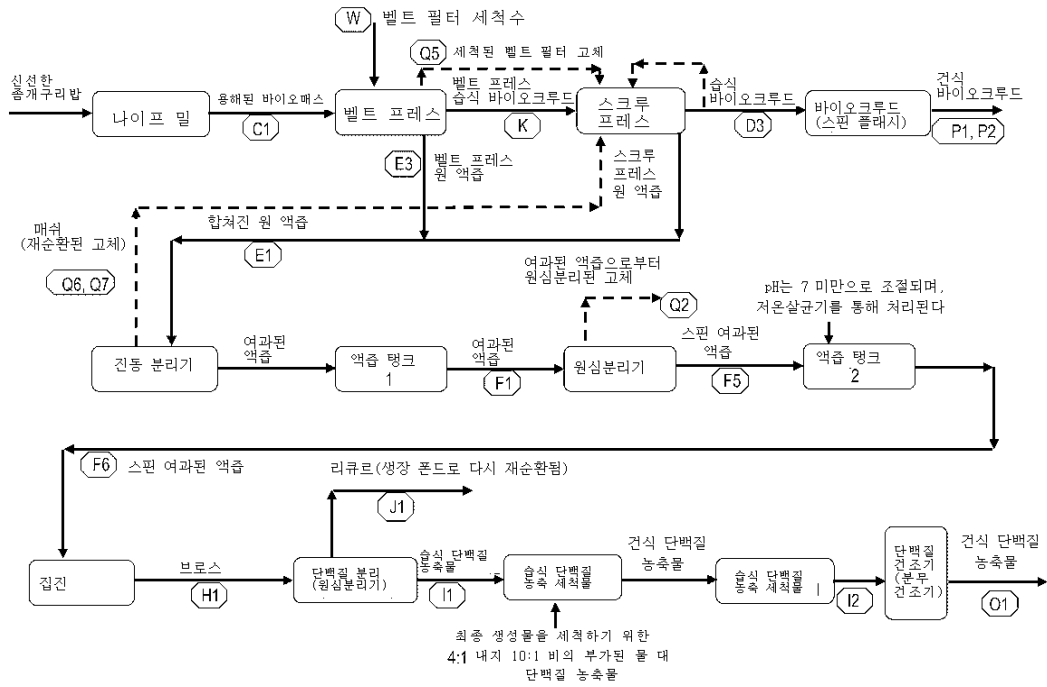 W
벨트 필터 세척수
Q5
세척된 벨트 필터 고체
신선한
좀개구리밥
나이프 밀
용해된 바이오매스
C1
벨트 프레스
벨트 프레스
습식 바이오크루드
K
스크루
프레스
습식
바이오크루드
D3
바이오크루드
(스핀 플래시)
건식
바이오크루드
P1, P2
E3
벨트 프레스
원 액즙
스크루
프레스
원 액즙
매쉬
(재순환된 고체)
Q6, Q7
합쳐진 원 액즙
E1
여과된 액즙으로부터
원심분리된 고체
Q2
pH는 7 미만으로 조절되며,
저온살균기를 통해 처리된다
진동 분리기
여과된
액즙
액즙 탱크
1
여과된
액즙
F1
원심분리기
스핀 여과된
액즙
F5
액즙 탱크
2
F6
스핀 여과된 액즙
리큐르(생장 폰드로 다시 재순환됨)
J1
집진
브로스
H1
단백질 분리
(원심분리기)
습식 단백질
농축물
I1
습식 단백질
농축 세척물
건식 단백질
농축물
습식 단백질
농축 세척물
I2
단백질
건조기
(분무
건조기)
건식 단백질
농축물
O1
최종 생성물을 세척하기 위한
4:1 내지 10:1 비의 부가된 물 대
단백질 농축물